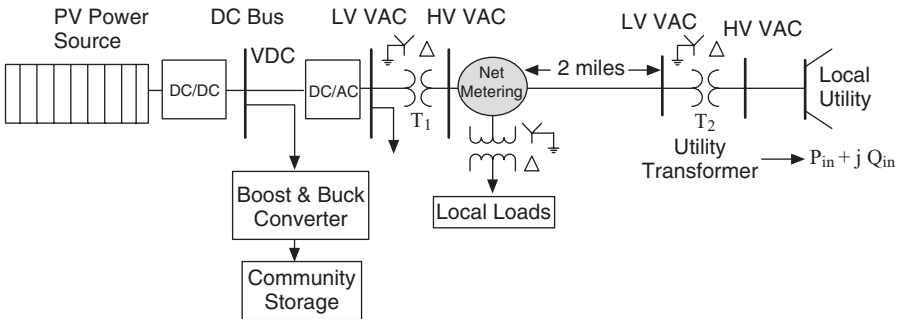 PV Power
Source
DC Bus
LV VAC
HV VAC
LV VAC
HV VAC
VDC
DC/DC
DC/AC
Δ
Net
Metering
2 miles
Δ
Local
Utility
T1
T2
Utility
Transformer
Pin + j Qin
Δ
Boost & Buck
Converter
Local Loads
Community
Storage